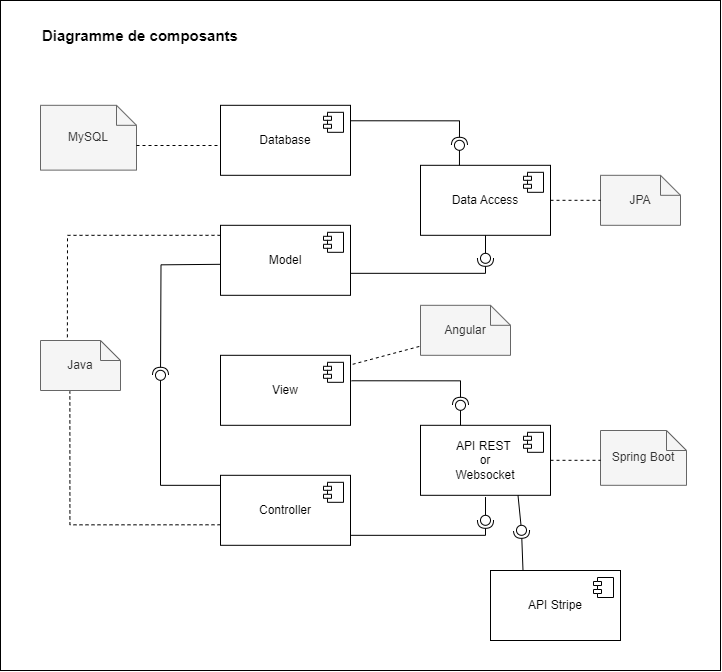 Diagramme de composants
MySQL
Database
Data Access
JPA
Model
Angular
Java
View
API REST
or
Websocket
Spring Boot
Controller
API Stripe